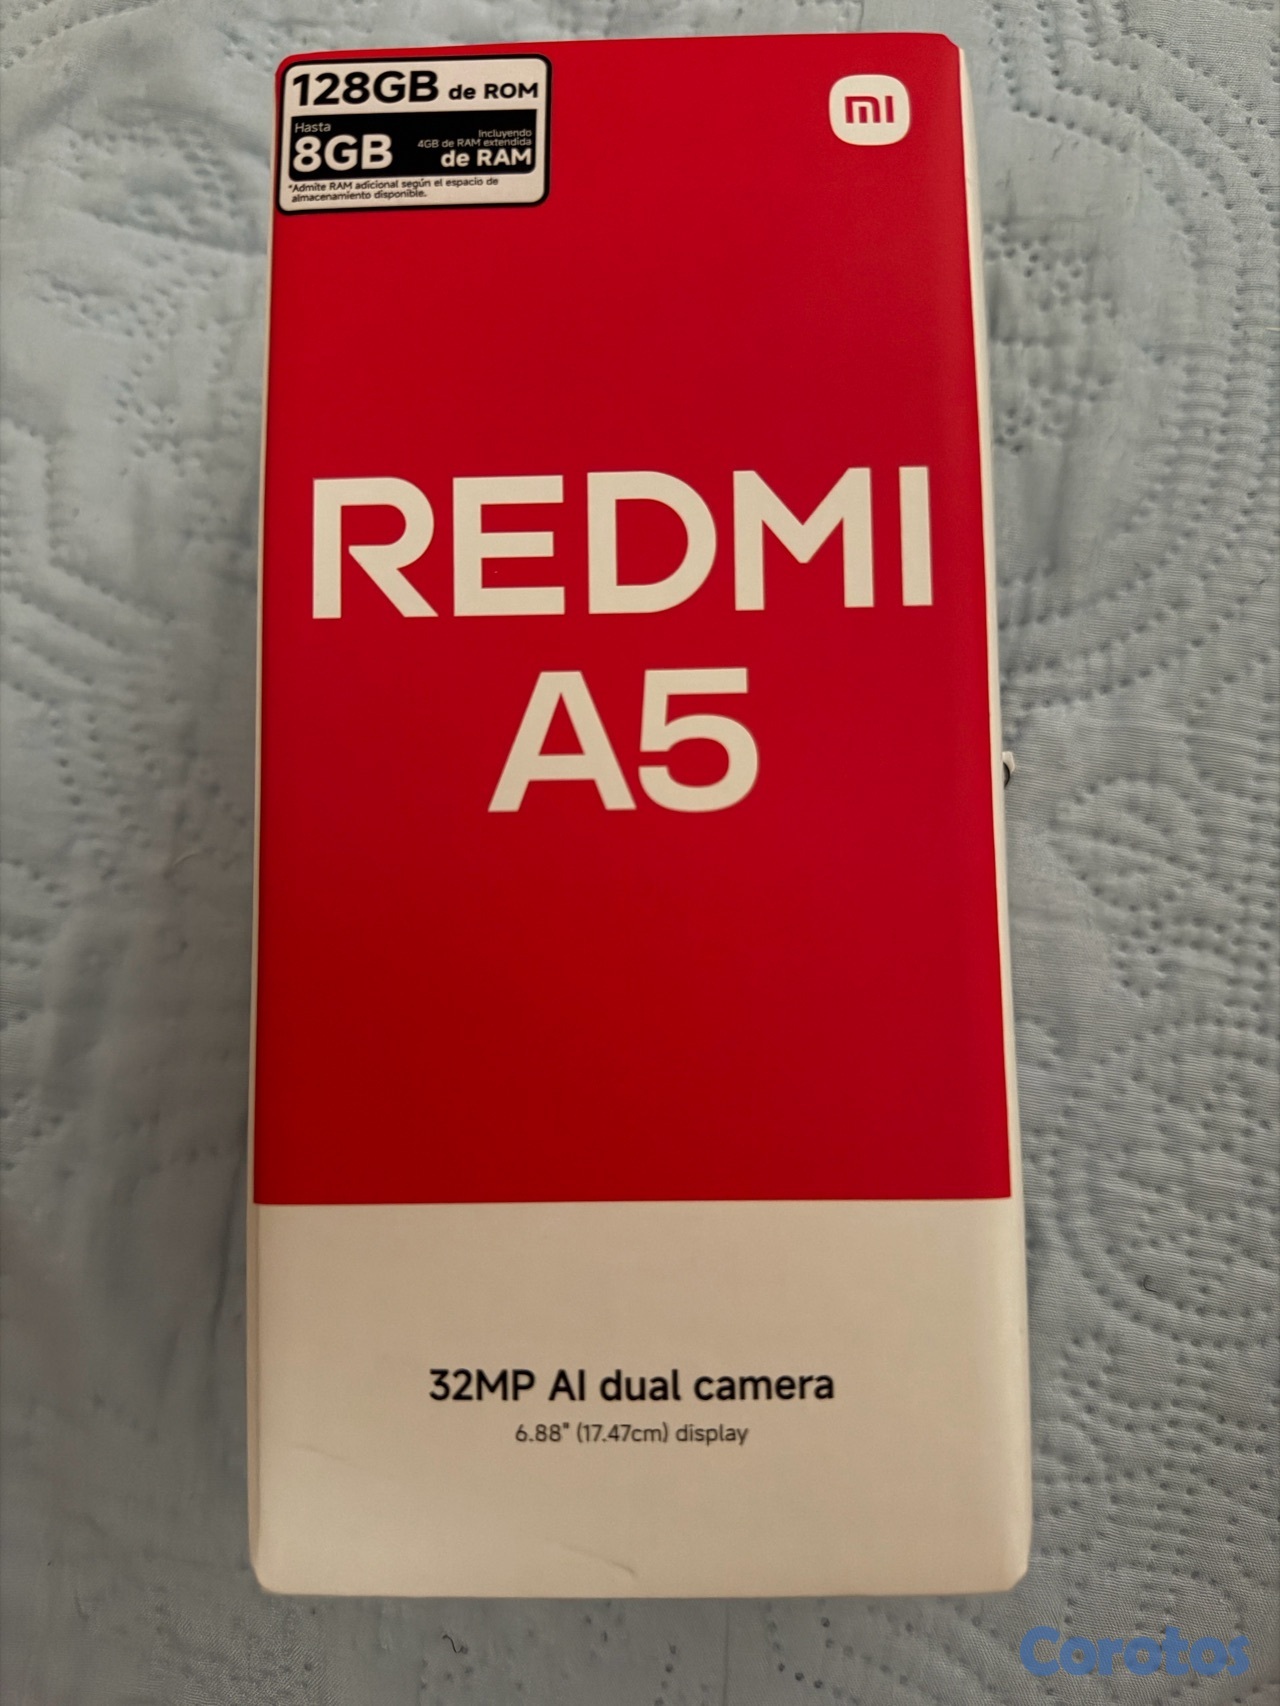 128GB de ROM
Hasta
8GB
Incluyendo
4GB de RAM extendida
de RAM
*Admite RAM adicional según el espacio de
almacenamiento disponible.
mi
REDMI
A5
32MP AI dual camera
6.88" (17.47cm) display
Corotos